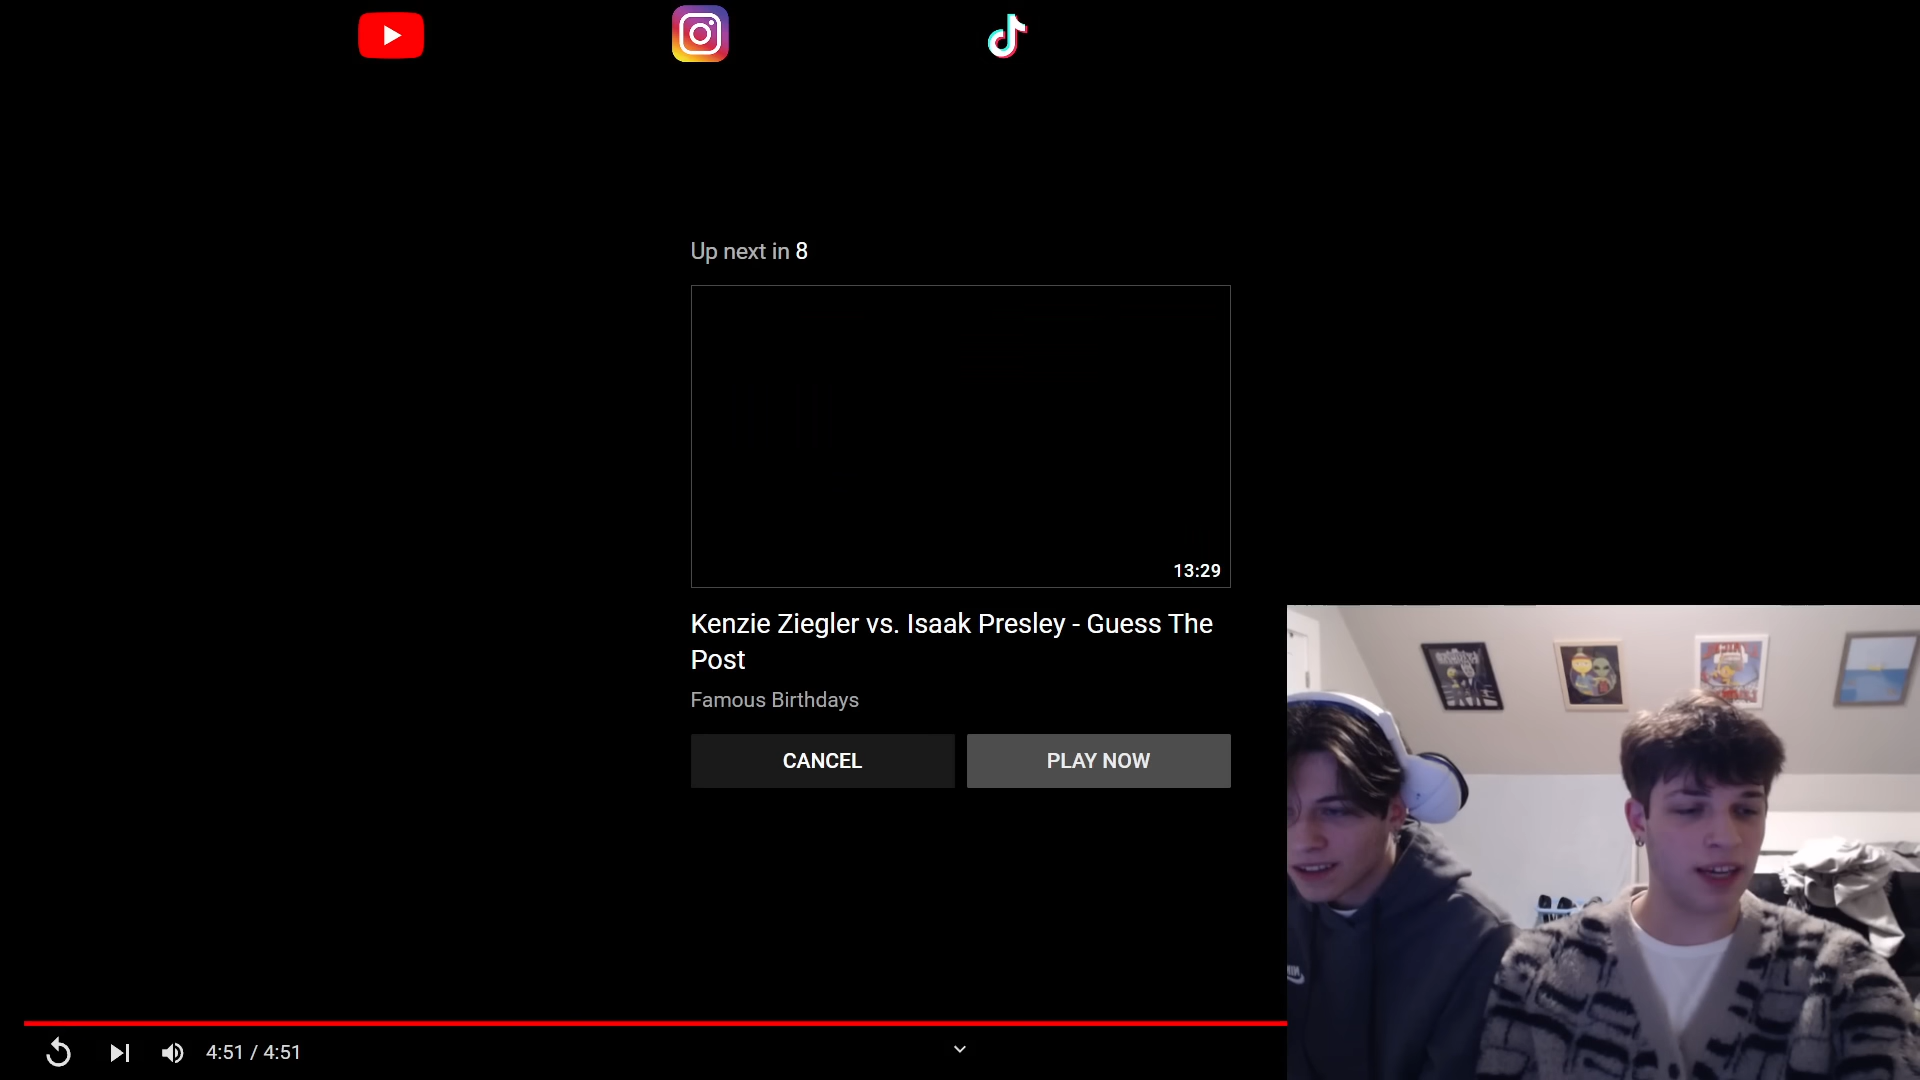 Up next in 8
13:29
Kenzie Ziegler vs. Isaak Presley - Guess The
Post
Famous Birthdays
CANCEL
PLAY NOW
4:51 / 4:51